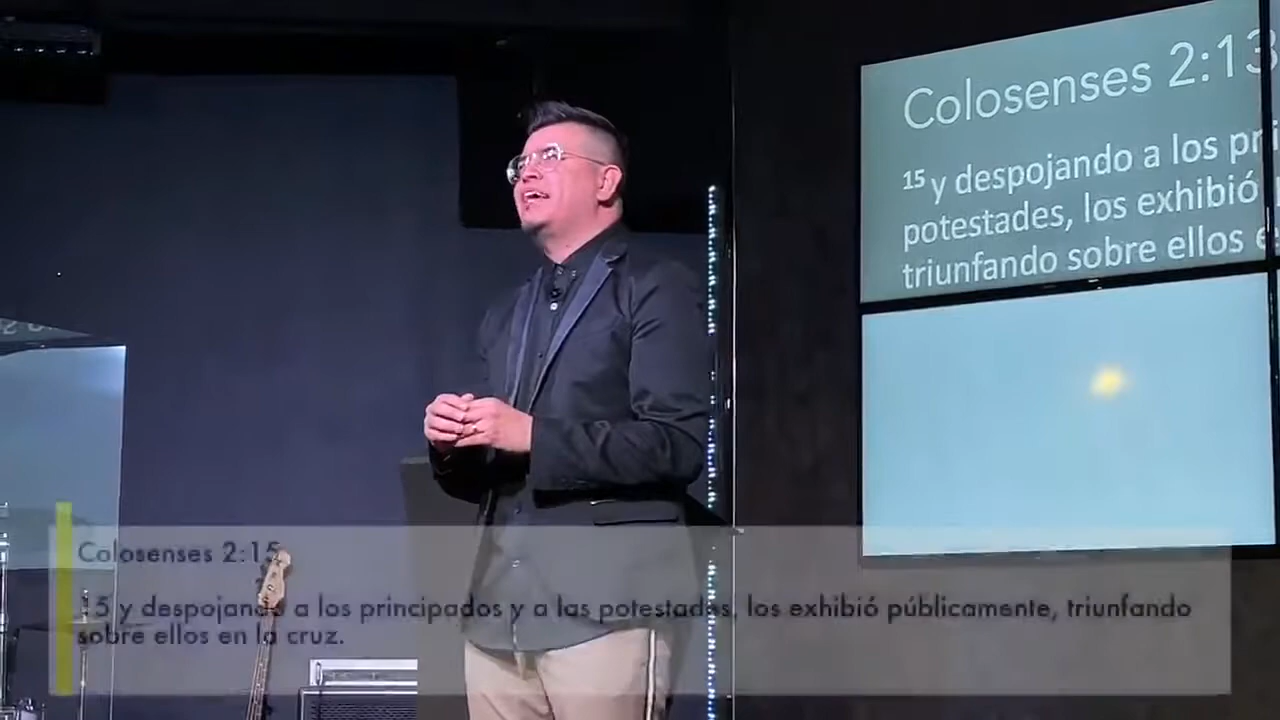 Colosenses 2:13
15 y despojando a los pri
potestades, los exhibió
triunfando sobre ellos e
Colosenses 2:15
15 y despojando a los principados y a las potestades, los exhibió públicamente, triunfando
sobre ellos en la cruz.